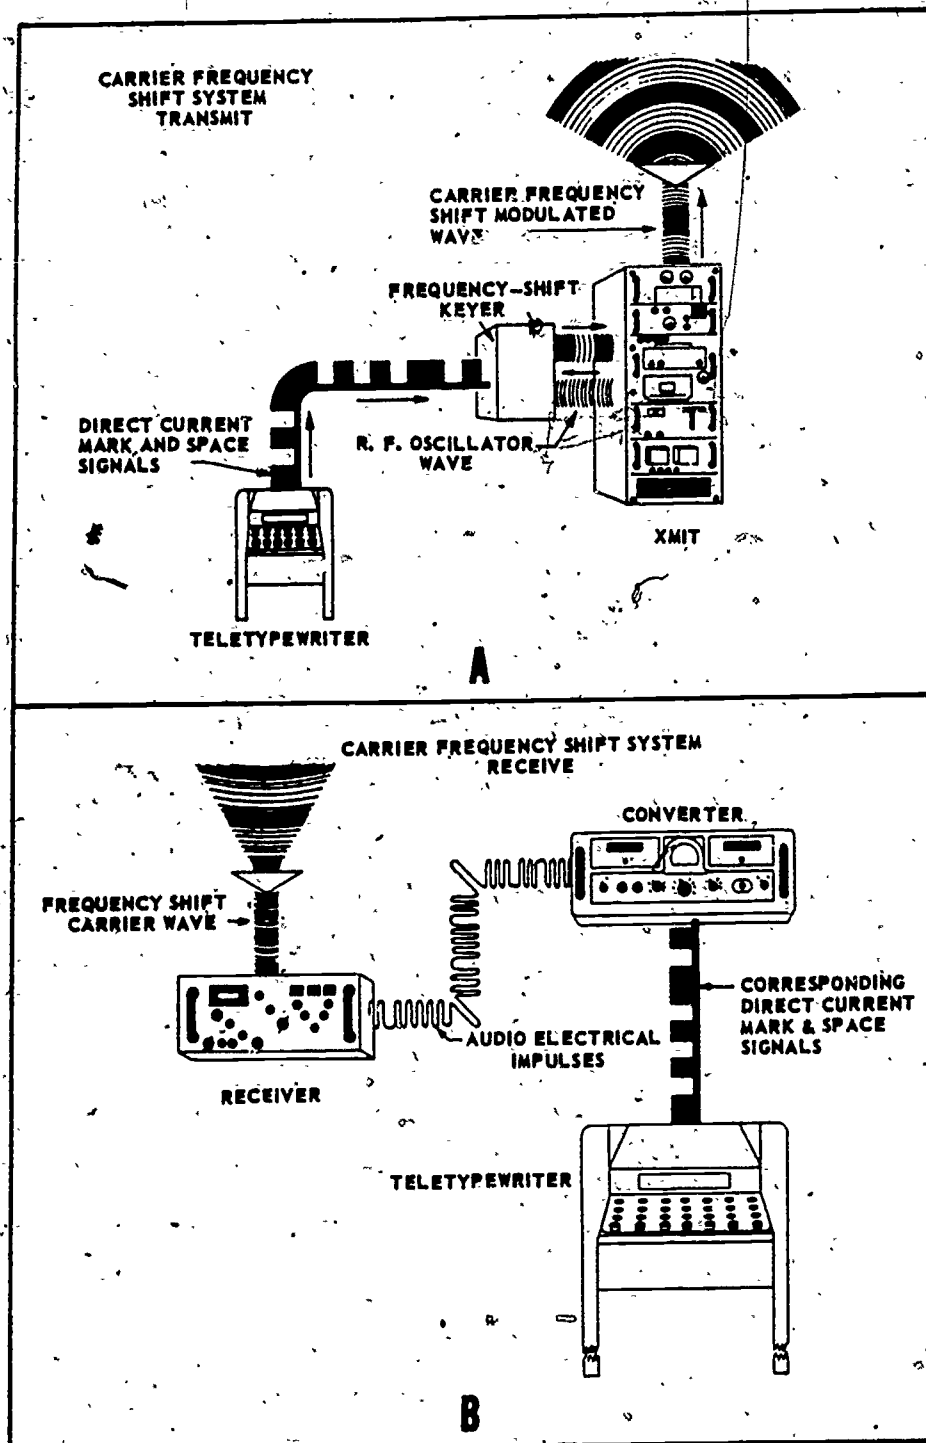 CARRIER FREQUENCY
SHIFT SYSTEM
TRANSMIT
CARRIER FREQUENCY
SHIFT MODULATED
WAVE
FREQUENCY-SHIFT
KEYER
DIRECT CURRENT
MARK AND SPACE
SIGNALS
R. F. OSCILLATOR
WAVE
XMIT
TELETYPEWRITER
A
CARRIER FREQUENCY SHIFT SYSTEM
RECEIVE
CONVERTER
FREQUENCY SHIFT
CARRIER WAVE
CORRESPONDING
DIRECT CURRENT
MARK & SPACE
SIGNALS
AUDIO ELECTRICAL
IMPULSES
RECEIVER
TELETYPEWRITER
B